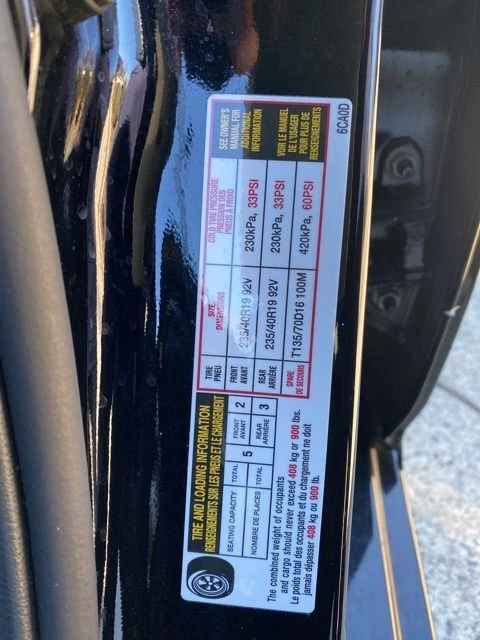 TIRE AND LOADING INFORMATION
RENSEIGNEMENTS SUR LES PNEUS ET LE CHARGEMENT
SEATING CAPACITY TOTAL 5 FRONT AVANT 2
NOMBRE DE PLACES TOTAL REAR ARRIÈRE 3
The combined weight of occupants
and cargo should never exceed 408 kg or 900 lbs.
Le poids total des occupants et du chargement ne doit
jamais dépasser 408 kg ou 900 lb.
TIRE PNEU
SIZE DIMENSIONS
COLD TIRE PRESSURE
PRESSION DES
PNEUS À FROID
FRONT AVANT 235/40R19 92V 230kPa, 33PSI
REAR ARRIÈRE 235/40R19 92V 230kPa, 33PSI
SPARE DE SECOURS T135/70D16 100M 420kPa, 60PSI
SEE OWNER'S
MANUAL FOR
ADDITIONAL
INFORMATION
VOIR LE MANUEL
DE L'USAGER
POUR PLUS DE
RENSEIGNEMENTS
6CA0D